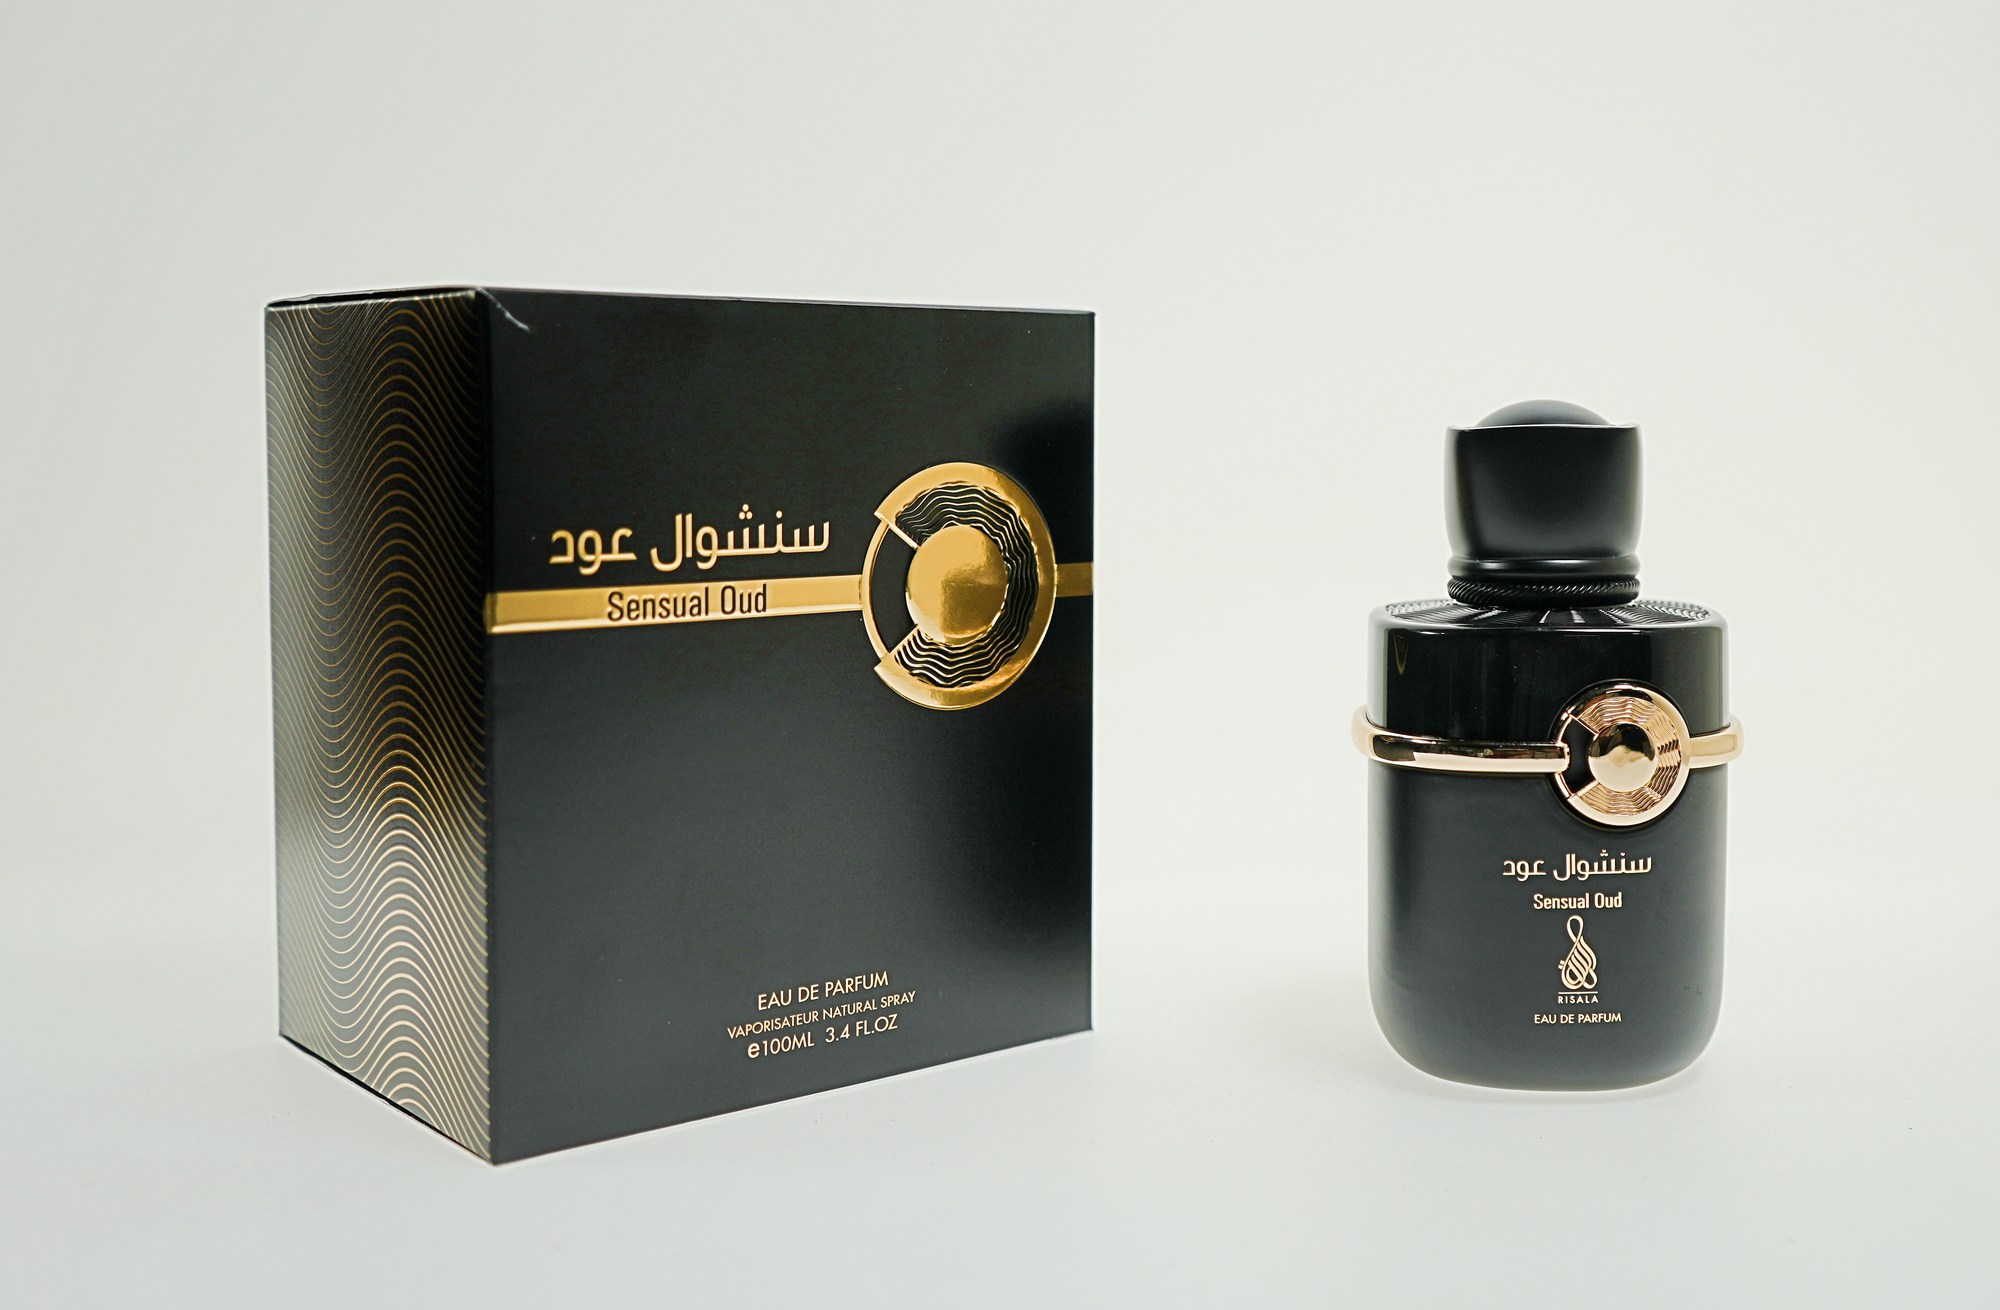 سنشوال عود
Sensual Oud
EAU DE PARFUM
VAPORISATEUR NATURAL SPRAY
e100ML 3.4 FL.OZ
سنشوال عود
Sensual Oud
RISALA
EAU DE PARFUM